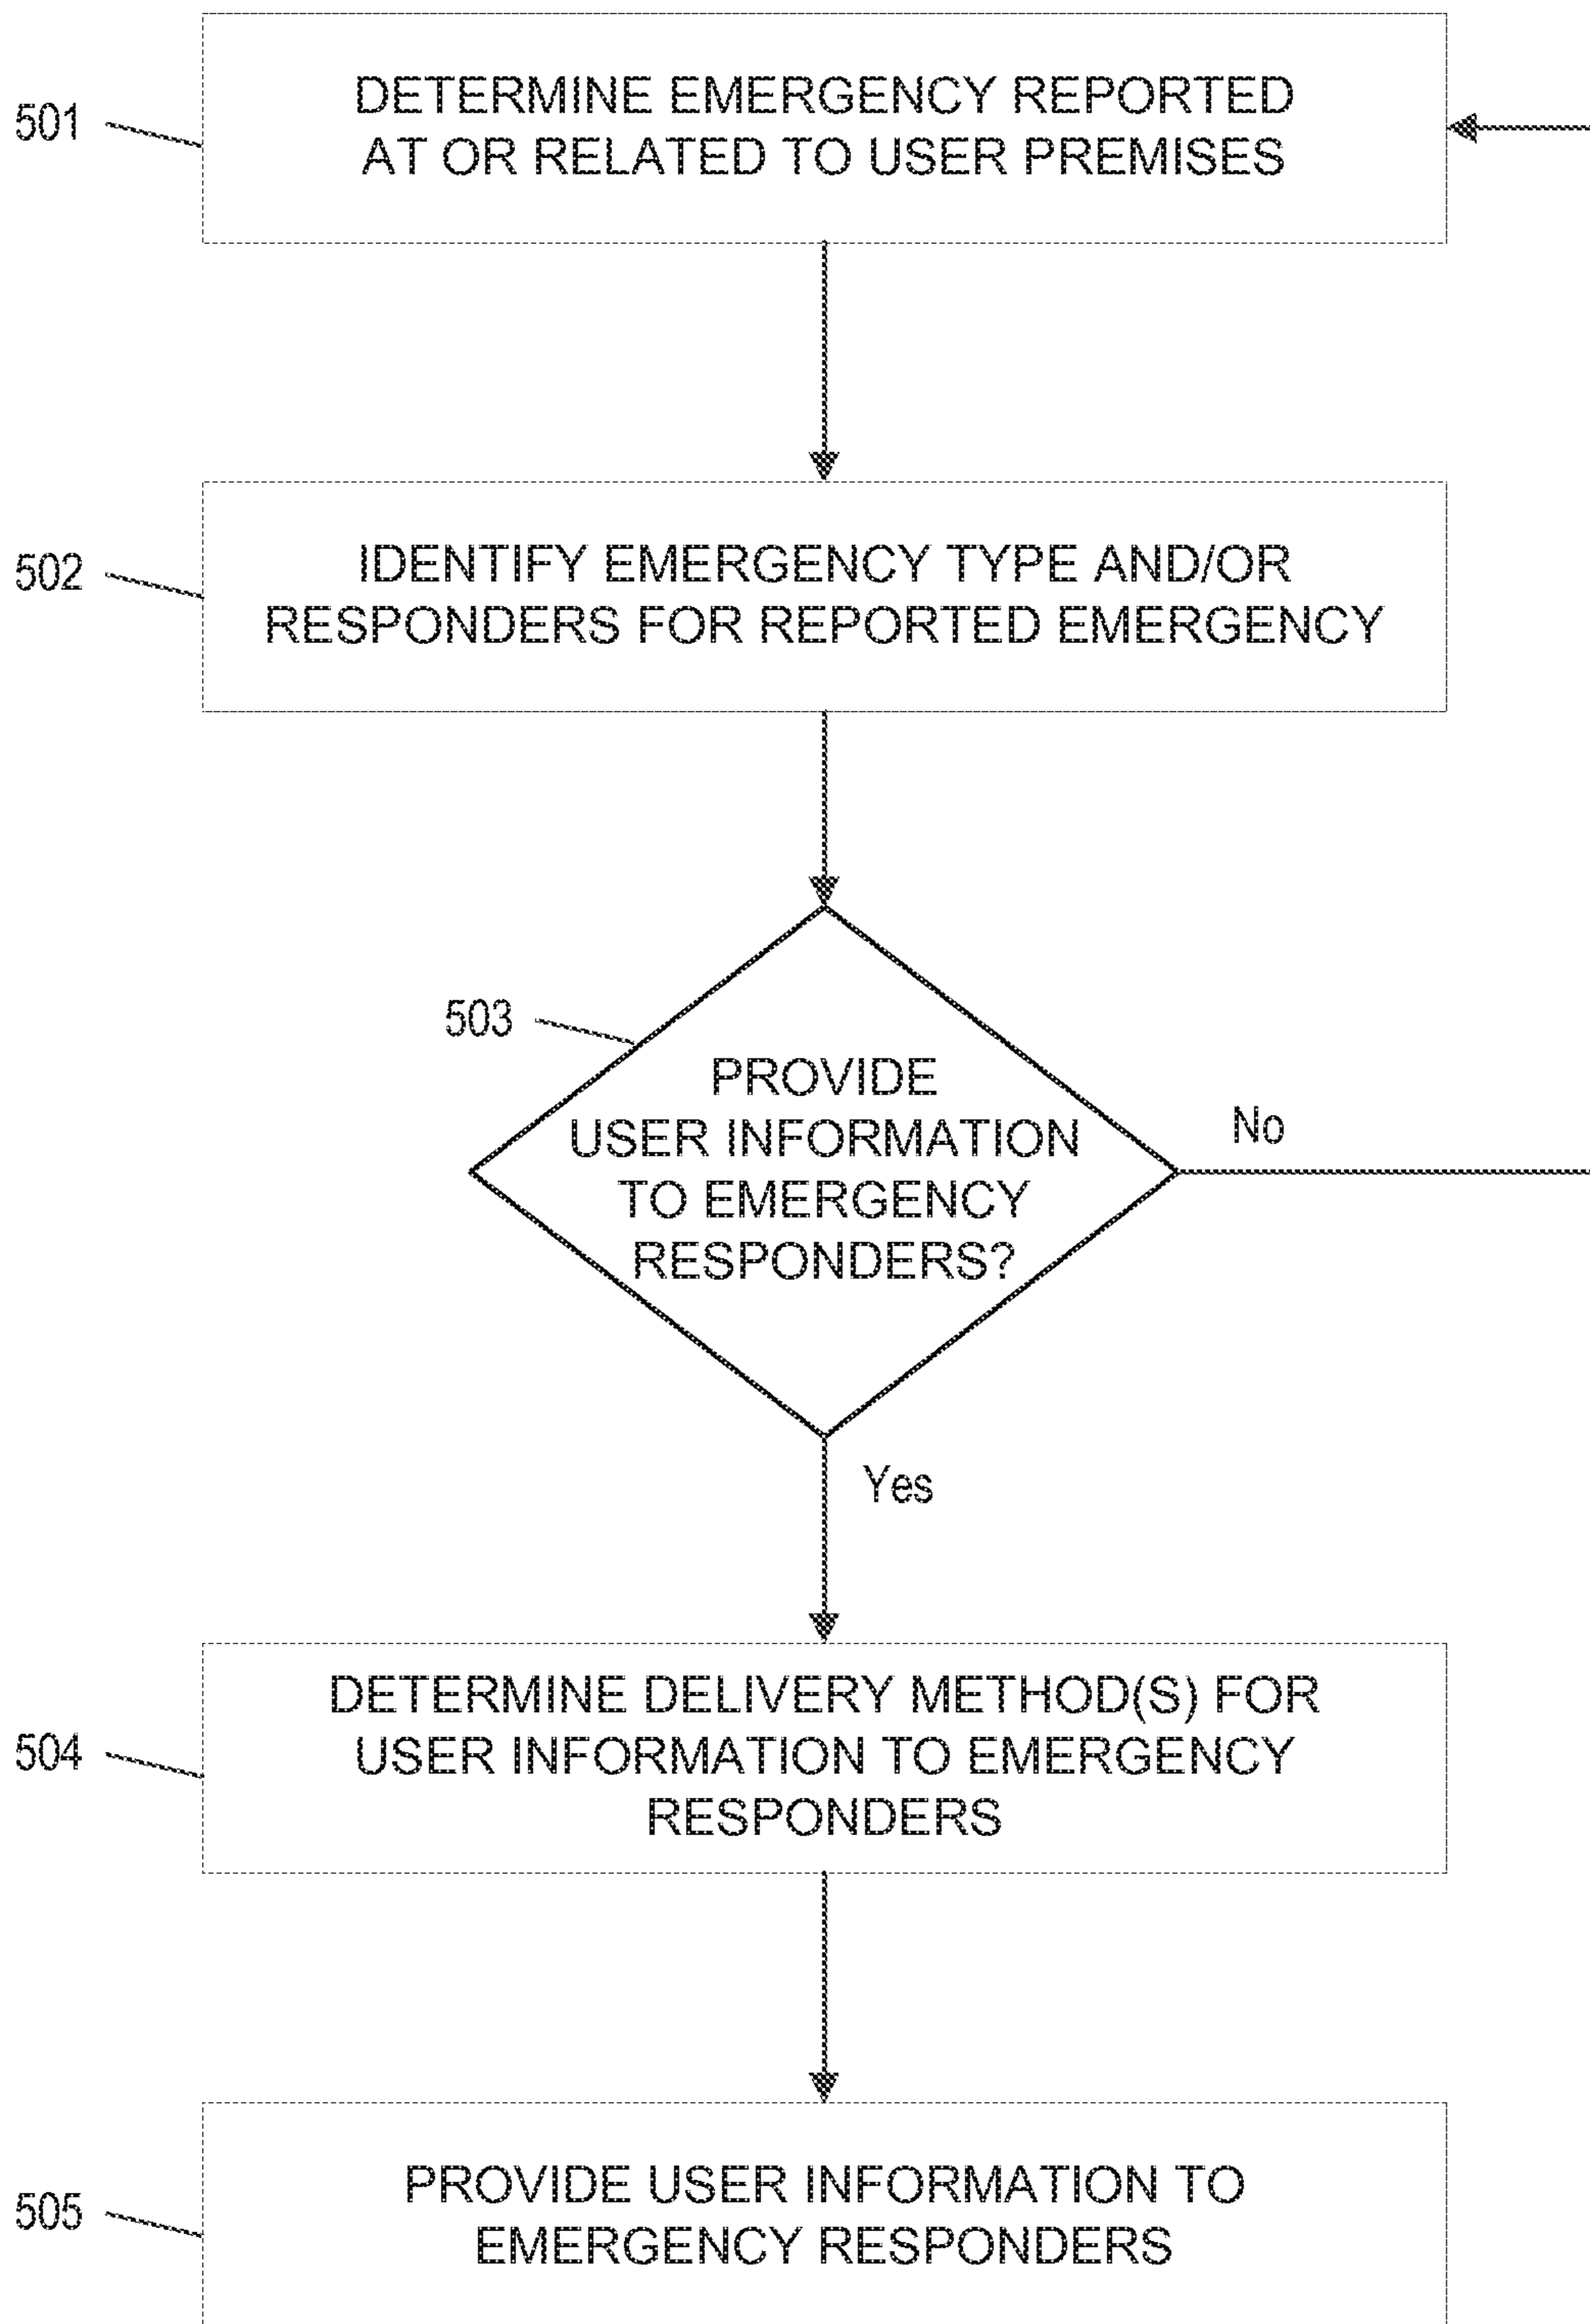 501
DETERMINE EMERGENCY REPORTED
AT OR RELATED TO USER PREMISES
502
IDENTIFY EMERGENCY TYPE AND/OR
RESPONDERS FOR REPORTED EMERGENCY
503
PROVIDE
USER INFORMATION
TO EMERGENCY
RESPONDERS?
No
Yes
504
DETERMINE DELIVERY METHOD(S) FOR
USER INFORMATION TO EMERGENCY
RESPONDERS
505
PROVIDE USER INFORMATION TO
EMERGENCY RESPONDERS